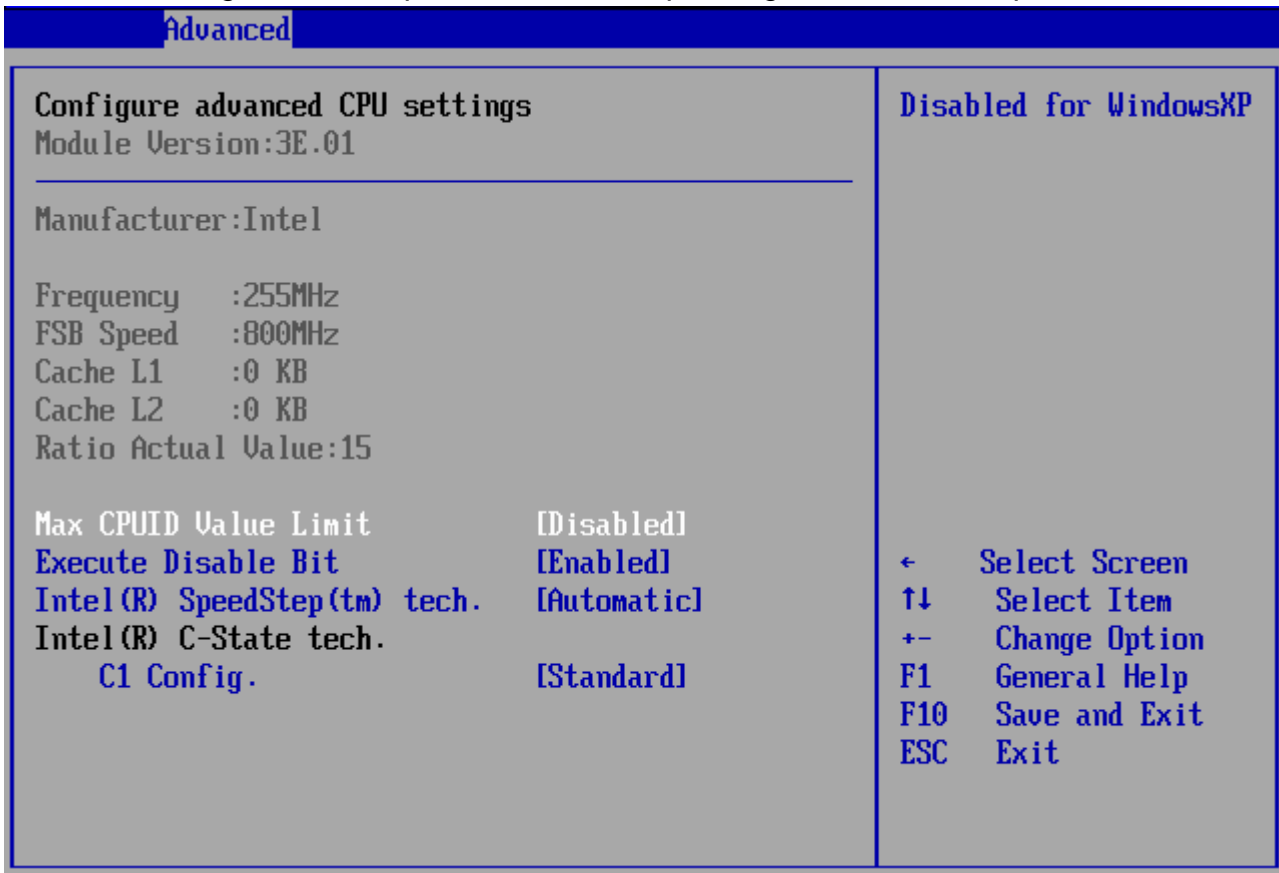 Advanced
Configure advanced CPU settings
Module Version:3E.01
Manufacturer:Intel
Frequency :255MHz
FSB Speed :800MHz
Cache L1 :0 KB
Cache L2 :0 KB
Ratio Actual Value:15
Max CPUID Value Limit [Disabled]
Execute Disable Bit [Enabled]
Intel(R) SpeedStep(tm) tech. [Automatic]
Intel(R) C-State tech.
C1 Config. [Standard]
Disabled for WindowsXP
← Select Screen
↑↓ Select Item
+- Change Option
F1 General Help
F10 Save and Exit
ESC Exit